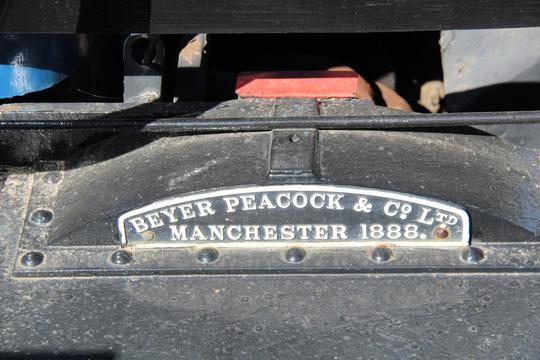 BEYER PEACOCK & Co LTD
MANCHESTER 1888.